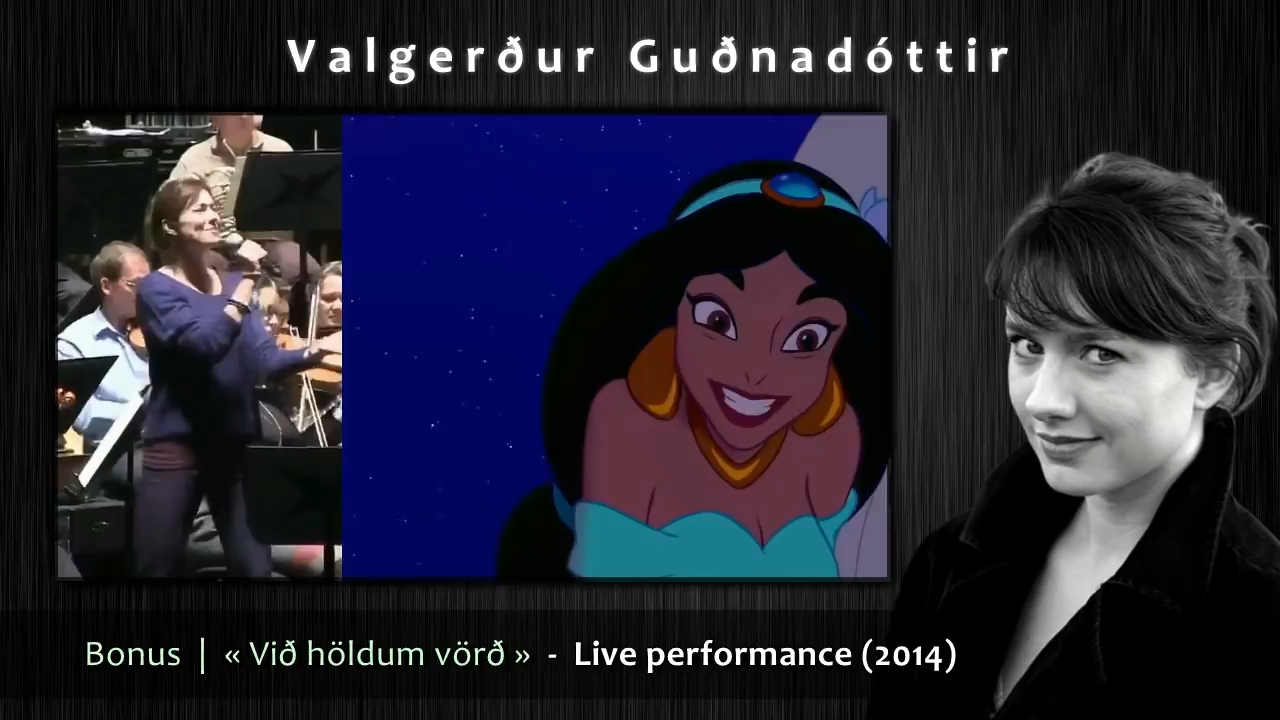 Valgerður Guðnadóttir
Bonus | « Við höldum vörð » - Live performance (2014)